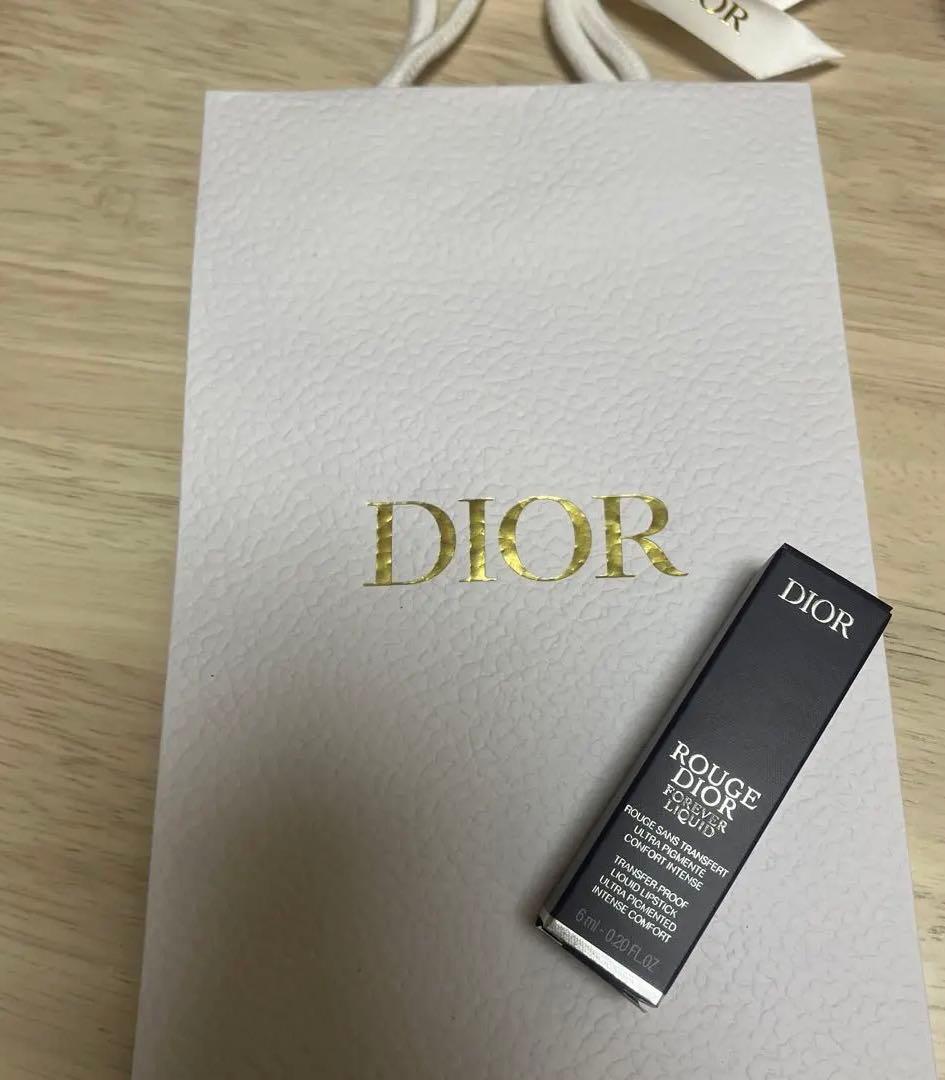 DIOR
DIOR
DIOR
ROUGE
DIOR
FOREVER
LIQUID
ROUGE SANS TRANSFERT
ULTRA PIGMENTÉ
CONFORT INTENSE
TRANSFER-PROOF
LIQUID LIPSTICK
ULTRA PIGMENTED
INTENSE COMFORT
6 ml - 0.20 FL.OZ